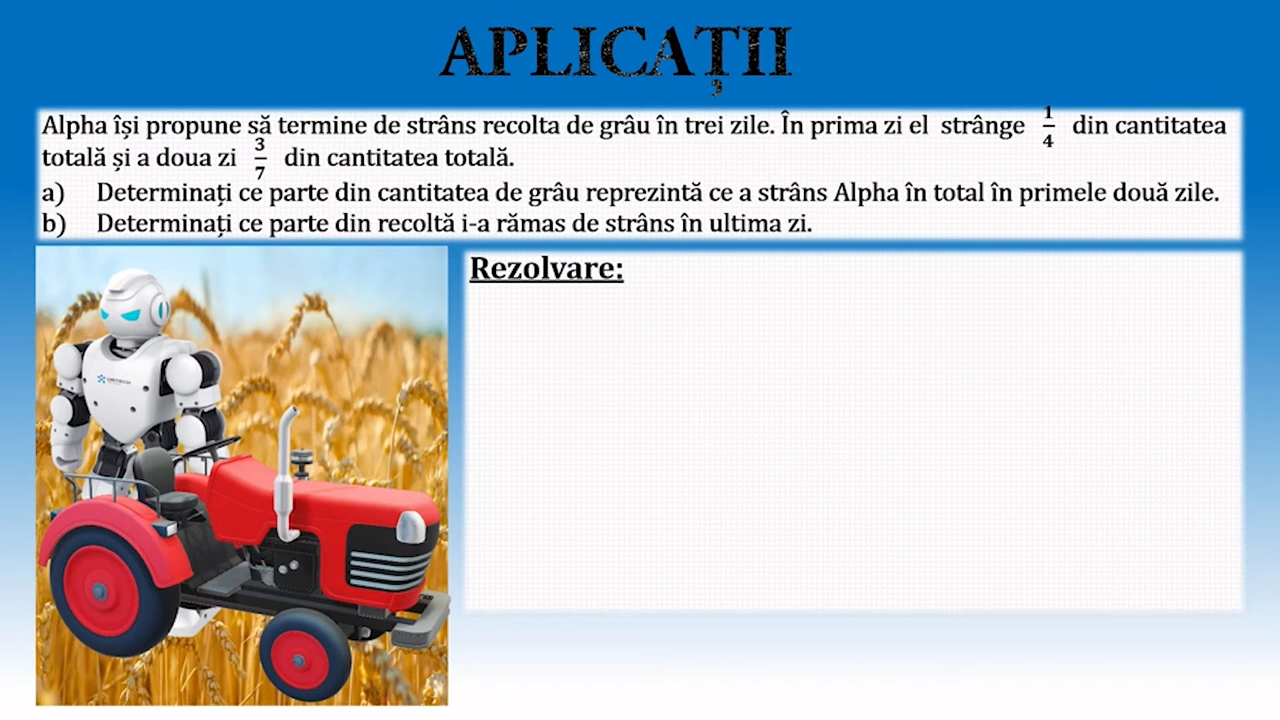 APLICAȚII
Alpha își propune să termine de strâns recolta de grâu în trei zile. În prima zi el strânge 1/4 din cantitatea
totală și a doua zi 3/7 din cantitatea totală.
a) Determinați ce parte din cantitatea de grâu reprezintă ce a strâns Alpha în total în primele două zile.
b) Determinați ce parte din recoltă i-a rămas de strâns în ultima zi.
Rezolvare: